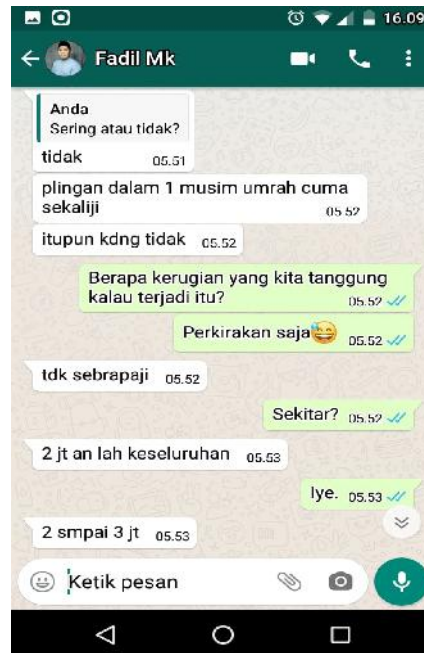 16.09
Fadil Mk
Anda
Sering atau tidak?
tidak 05.51
plingan dalam 1 musim umrah cuma
sekaliji 05.52
itupun kdng tidak 05.52
Berapa kerugian yang kita tanggung
kalau terjadi itu? 05.52
Perkirakan saja😅 05.52
tdk sebrapaji 05.52
Sekitar? 05.52
2 jt an lah keseluruhan 05.53
Iye. 05.53
2 smpai 3 jt 05.53
Ketik pesan